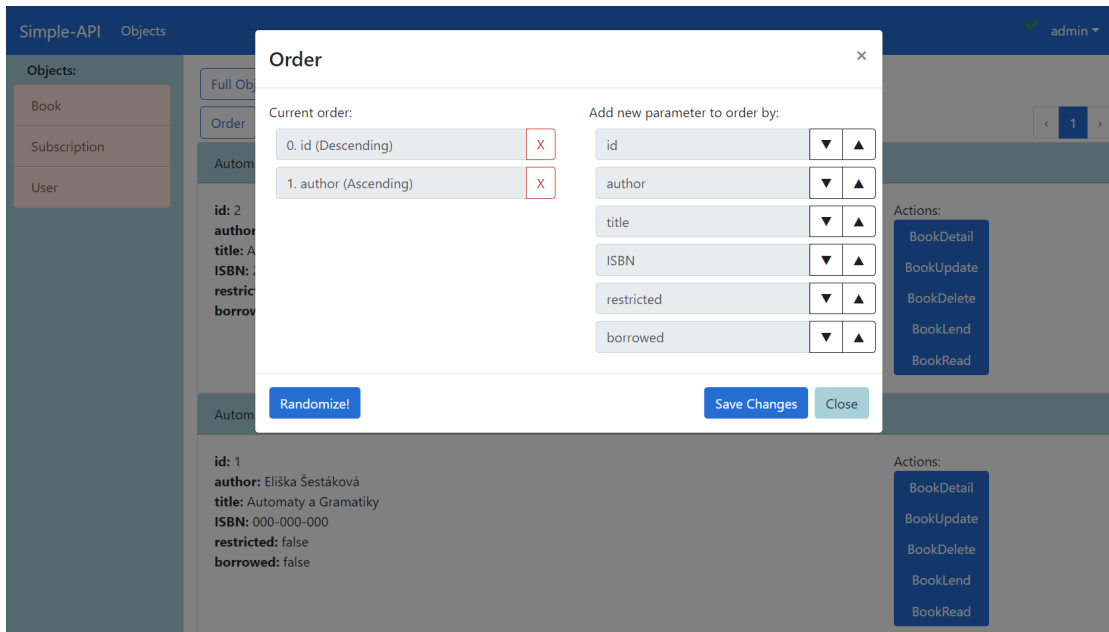 Simple-API Objects admin
Objects:
Book
Subscription
User
Full Obj
Order
‹ 1 ›
Order ×
Current order:
0. id (Descending) X
1. author (Ascending) X
Add new parameter to order by:
id ▼ ▲
author ▼ ▲
title ▼ ▲
ISBN ▼ ▲
restricted ▼ ▲
borrowed ▼ ▲
Randomize! Save Changes Close
Autom
id: 2
author
title: A
ISBN: 2
restric
borrow
Actions:
BookDetail
BookUpdate
BookDelete
BookLend
BookRead
Autom
id: 1
author: Eliška Šestáková
title: Automaty a Gramatiky
ISBN: 000-000-000
restricted: false
borrowed: false
Actions:
BookDetail
BookUpdate
BookDelete
BookLend
BookRead